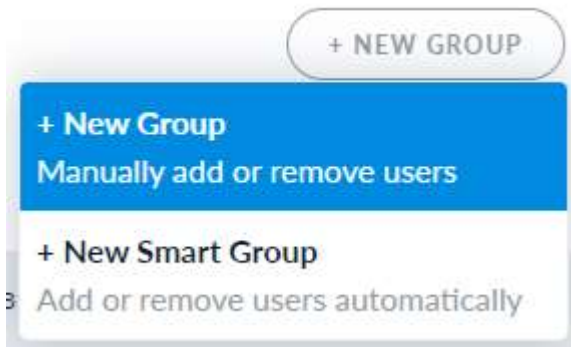 + NEW GROUP
+ New Group
Manually add or remove users
+ New Smart Group
Add or remove users automatically